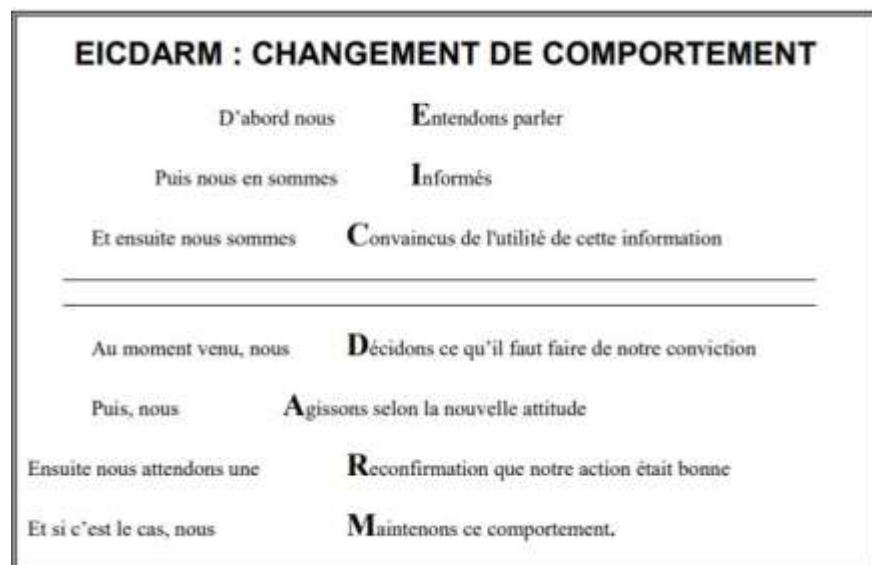 EICDARM : CHANGEMENT DE COMPORTEMENT
D'abord nous Entendons parler
Puis nous en sommes Informés
Et ensuite nous sommes Convaincus de l'utilité de cette information
Au moment venu, nous Décidons ce qu'il faut faire de notre conviction
Puis, nous Agissons selon la nouvelle attitude
Ensuite nous attendons une Reconfirmation que notre action était bonne
Et si c'est le cas, nous Maintenons ce comportement.